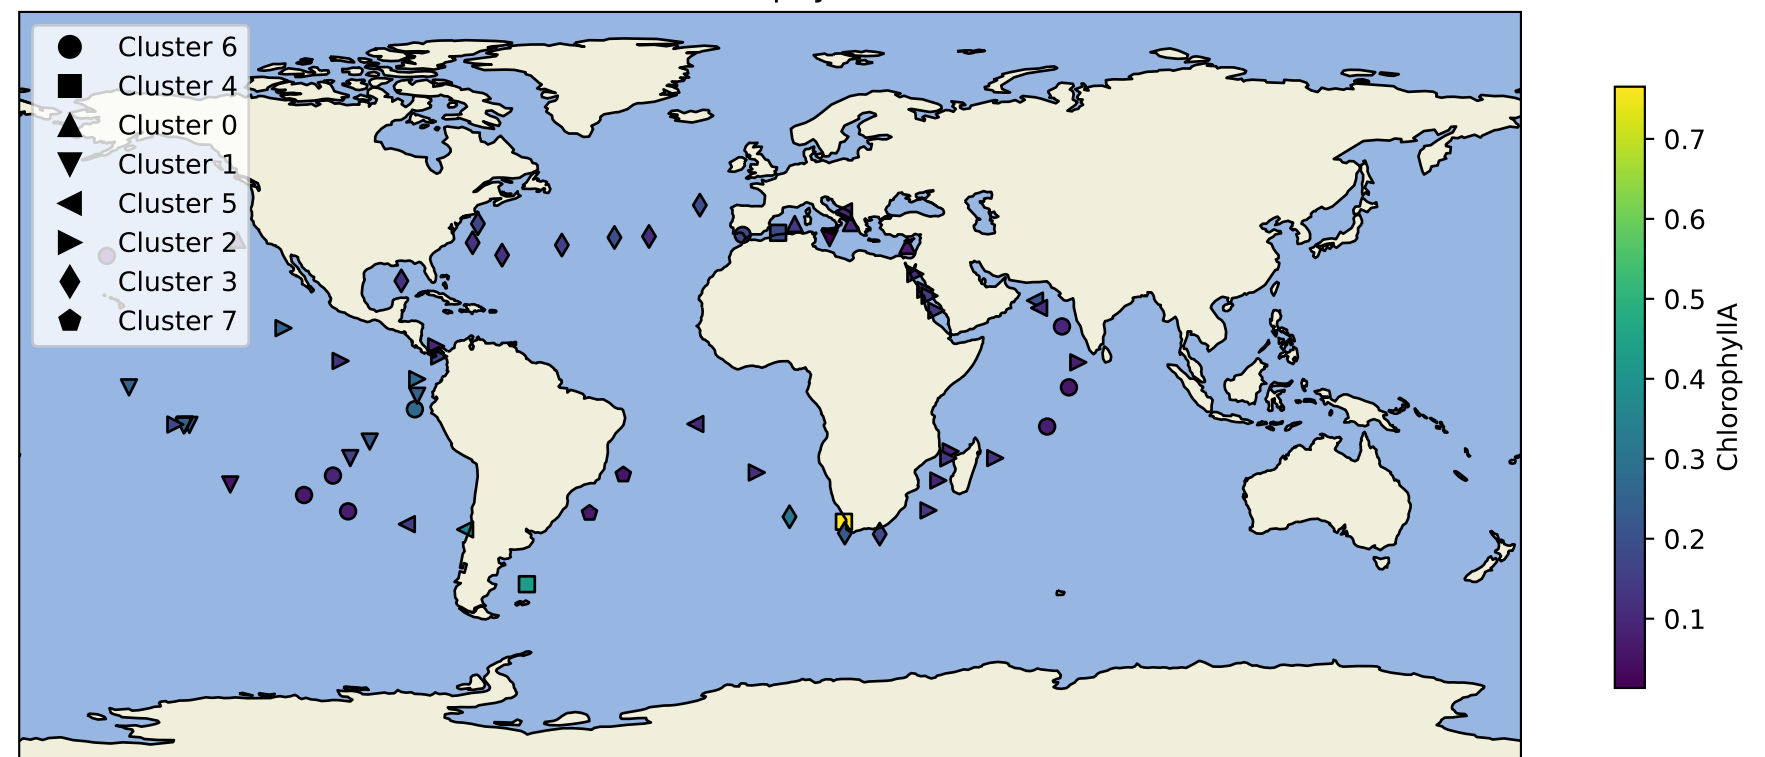 Cluster 6
Cluster 4
Cluster 0
Cluster 1
Cluster 5
Cluster 2
Cluster 3
Cluster 7
0.7
0.6
0.5
0.4
0.3
0.2
0.1
ChlorophyllA